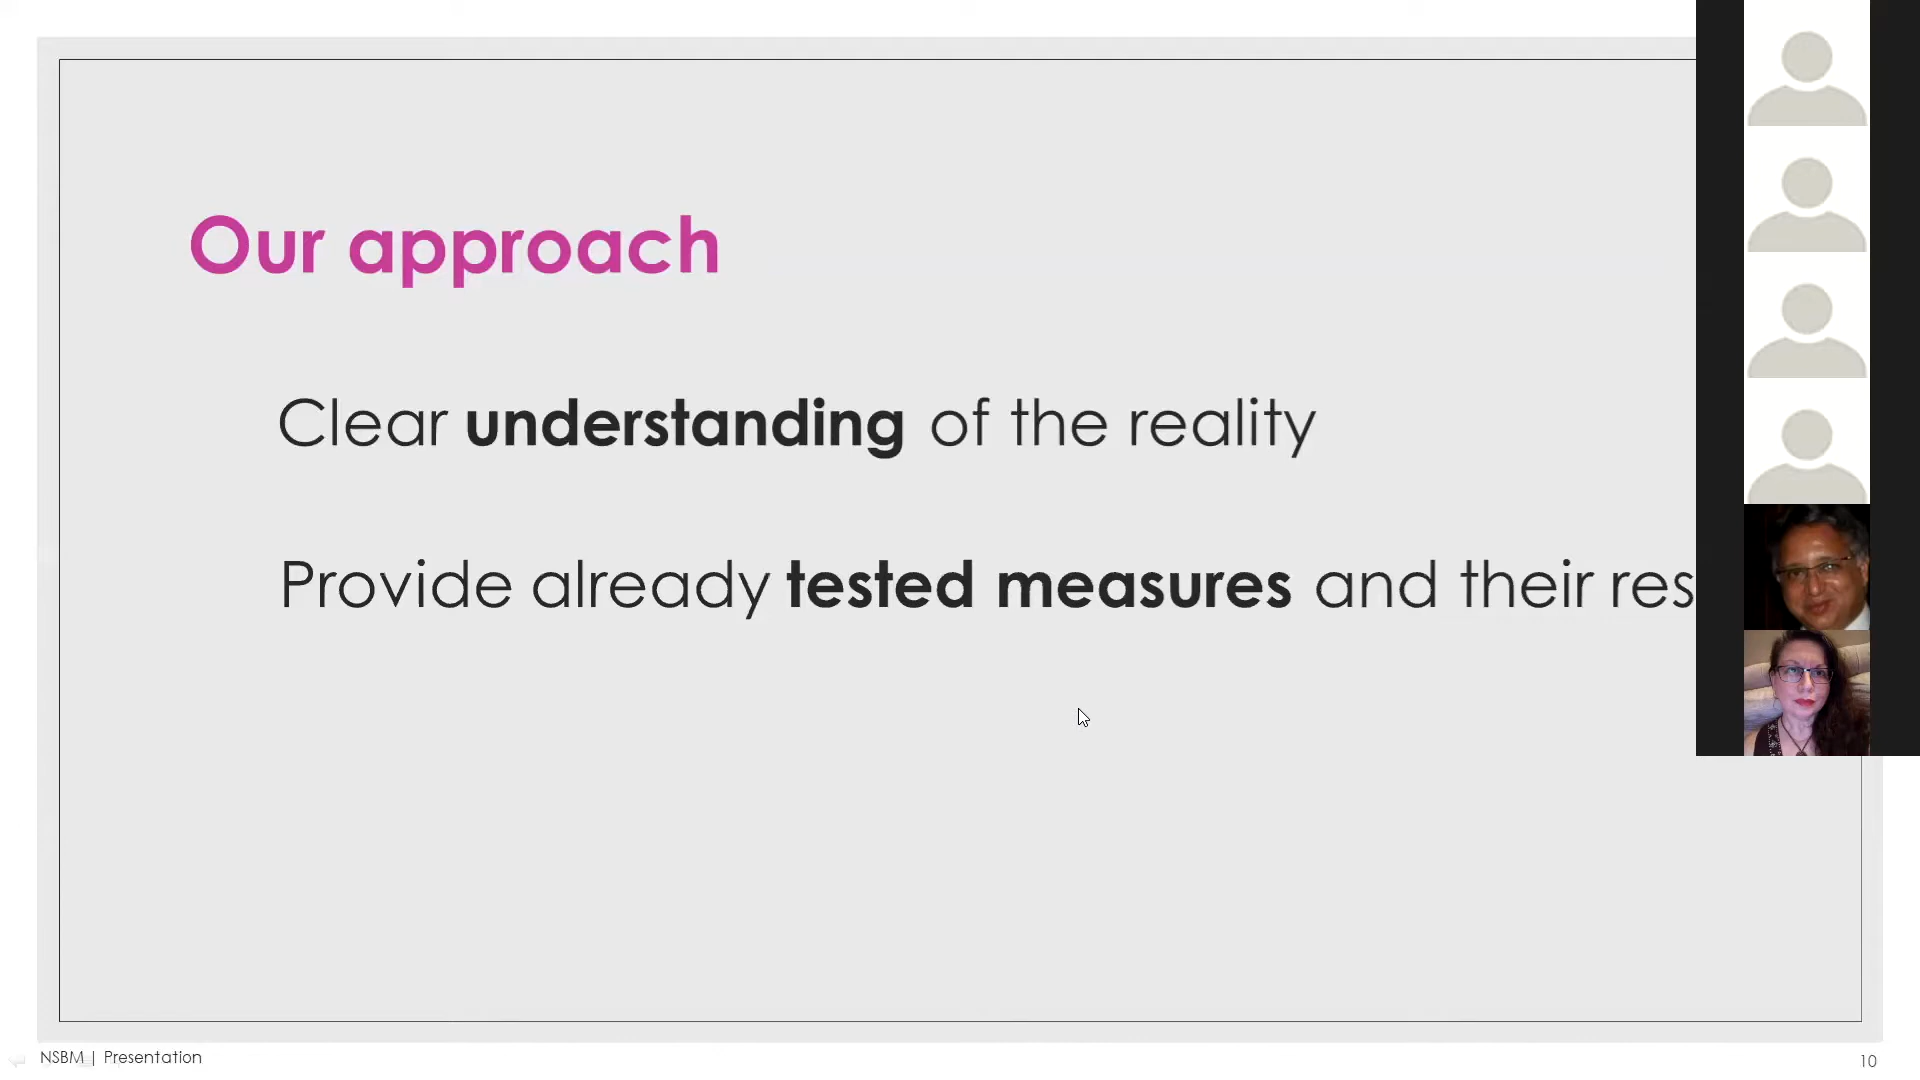 Our approach
Clear understanding of the reality
Provide already tested measures and their res
NSBM | Presentation
10